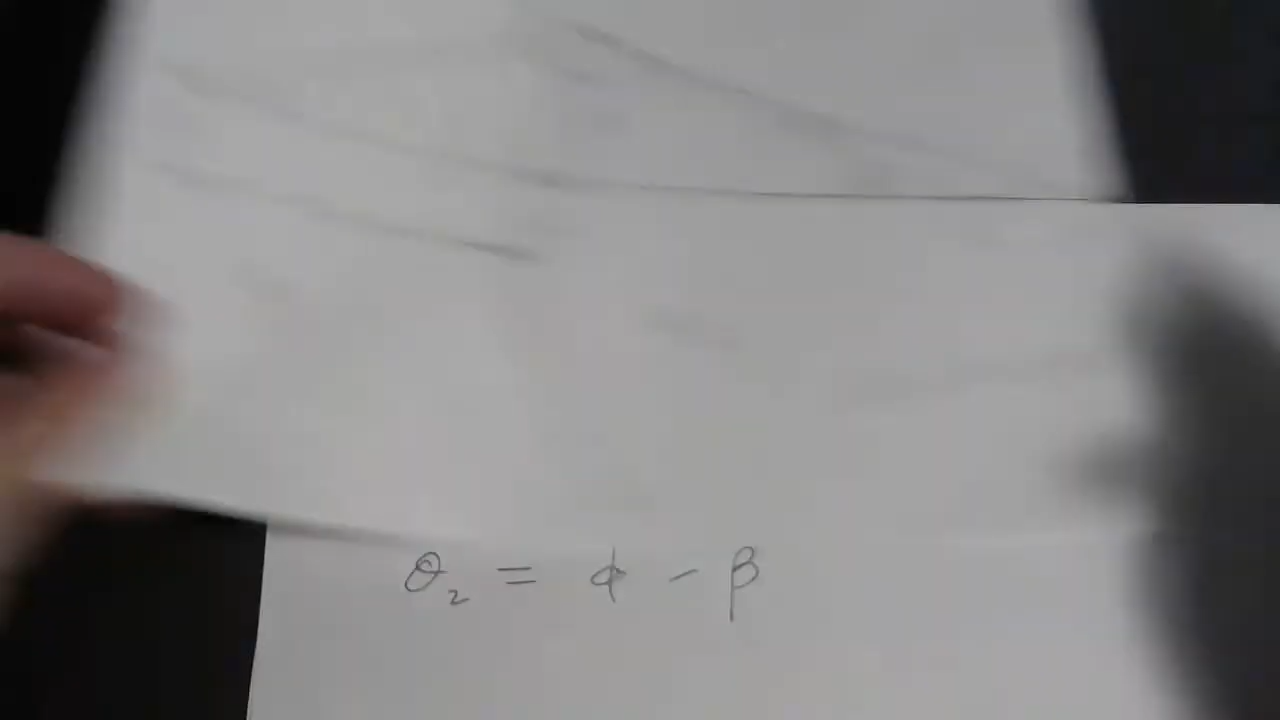 θ₂ = ϕ - β